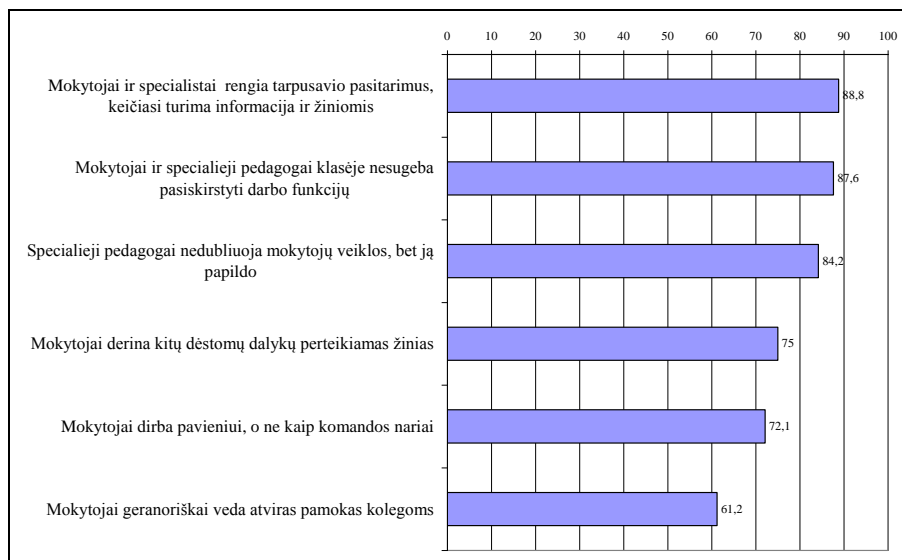 0 10 20 30 40 50 60 70 80 90 100
Mokytojai ir specialistai rengia tarpusavio pasitarimus,
keičiasi turima informacija ir žiniomis
88,8
Mokytojai ir specialieji pedagogai klasėje nesugeba
pasiskirstyti darbo funkcijų
87,6
Specialieji pedagogai nedubliuoja mokytojų veiklos, bet ją
papildo
84,2
Mokytojai derina kitų dėstomų dalykų perteikiamas žinias
75
Mokytojai dirba pavieniui, o ne kaip komandos nariai
72,1
Mokytojai geranoriškai veda atviras pamokas kolegoms
61,2